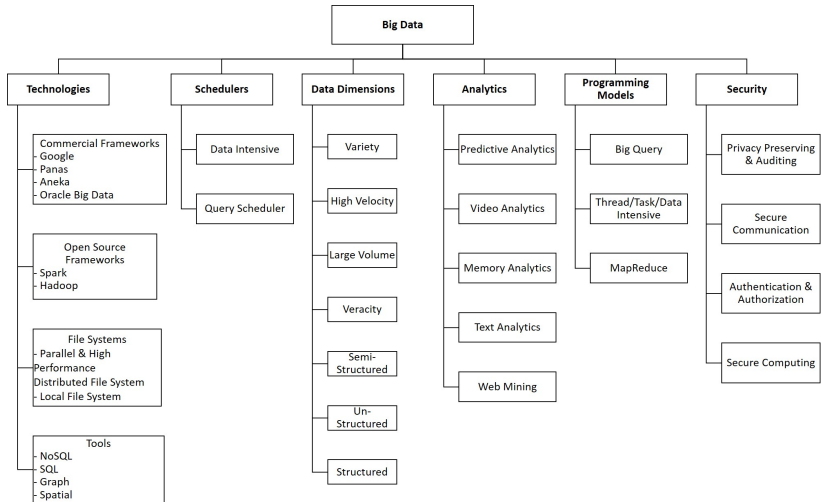 Big Data
Technologies
Schedulers
Data Dimensions
Analytics
Programming
Models
Security
Commercial Frameworks
- Google
- Panas
- Aneka
- Oracle Big Data
Open Source
Frameworks
- Spark
- Hadoop
File Systems
- Parallel & High
Performance
Distributed File System
- Local File System
Tools
- NoSQL
- SQL
- Graph
- Spatial
Data Intensive
Query Scheduler
Variety
High Velocity
Large Volume
Veracity
Semi-
Structured
Un-
Structured
Structured
Predictive Analytics
Video Analytics
Memory Analytics
Text Analytics
Web Mining
Big Query
Thread/Task/Data
Intensive
MapReduce
Privacy Preserving
& Auditing
Secure
Communication
Authentication &
Authorization
Secure Computing